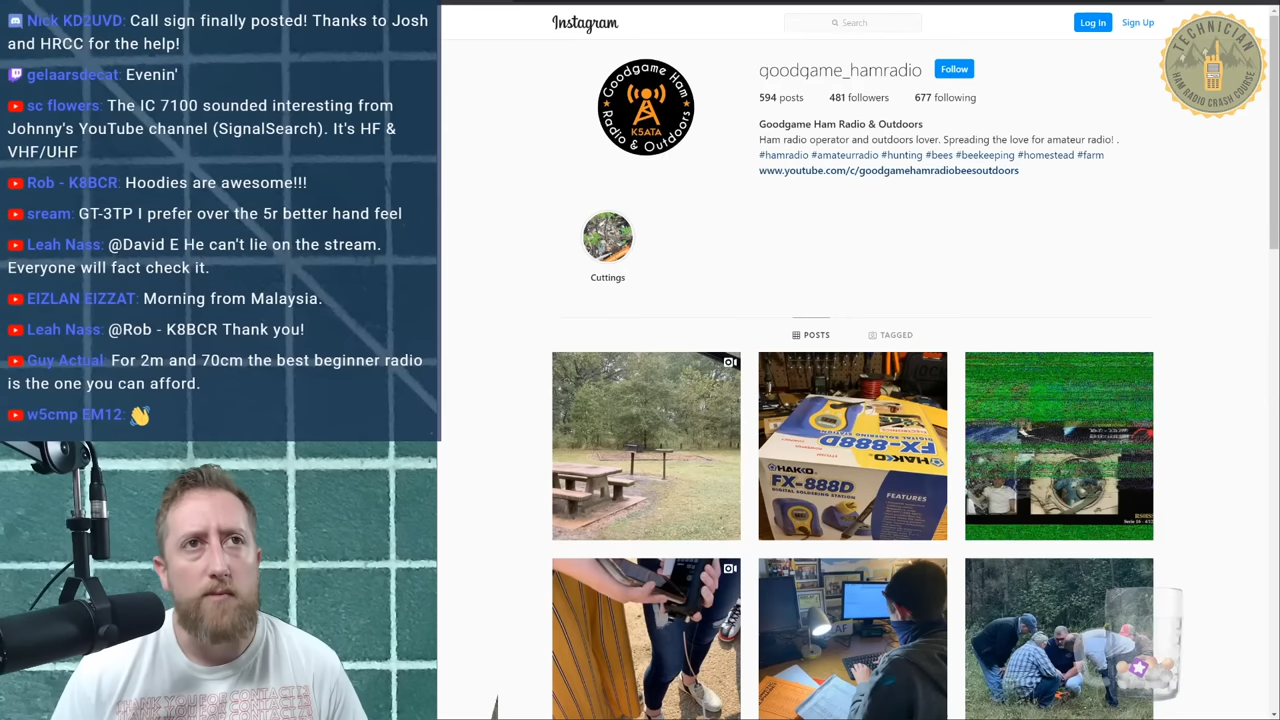 Nick KD2UVD: Call sign finally posted! Thanks to Josh
and HRCC for the help!
gelaarsdecat: Evenin'
sc flowers: The IC 7100 sounded interesting from
Johnny's YouTube channel (SignalSearch). It's HF &
VHF/UHF
Rob - K8BCR: Hoodies are awesome!!!
sream: GT-3TP I prefer over the 5r better hand feel
Leah Nass: @David E He can't lie on the stream.
Everyone will fact check it.
EIZLAN EIZZAT: Morning from Malaysia.
Leah Nass: @Rob - K8BCR Thank you!
Guy Actual: For 2m and 70cm the best beginner radio
is the one you can afford.
w5cmp EM12: 👋
Instagram
Search
Log In
Sign Up
TECHNICIAN
HAM RADIO CRASH COURSE
Goodgame Ham
K5ATA
Radio & Outdoors
goodgame_hamradio
Follow
594 posts 481 followers 677 following
Goodgame Ham Radio & Outdoors
Ham radio operator and outdoors lover. Spreading the love for amateur radio! .
#hamradio #amateurradio #hunting #bees #beekeeping #homestead #farm
www.youtube.com/c/goodgamehamradiobeesoutdoors
Cuttings
POSTS
TAGGED
FX-888D
DIGITAL SOLDERING STATION
HAKKO
HAKKO
FX-888D
DIGITAL SOLDERING STATION
FEATURES
THANK YOU FOR CONTACT IN